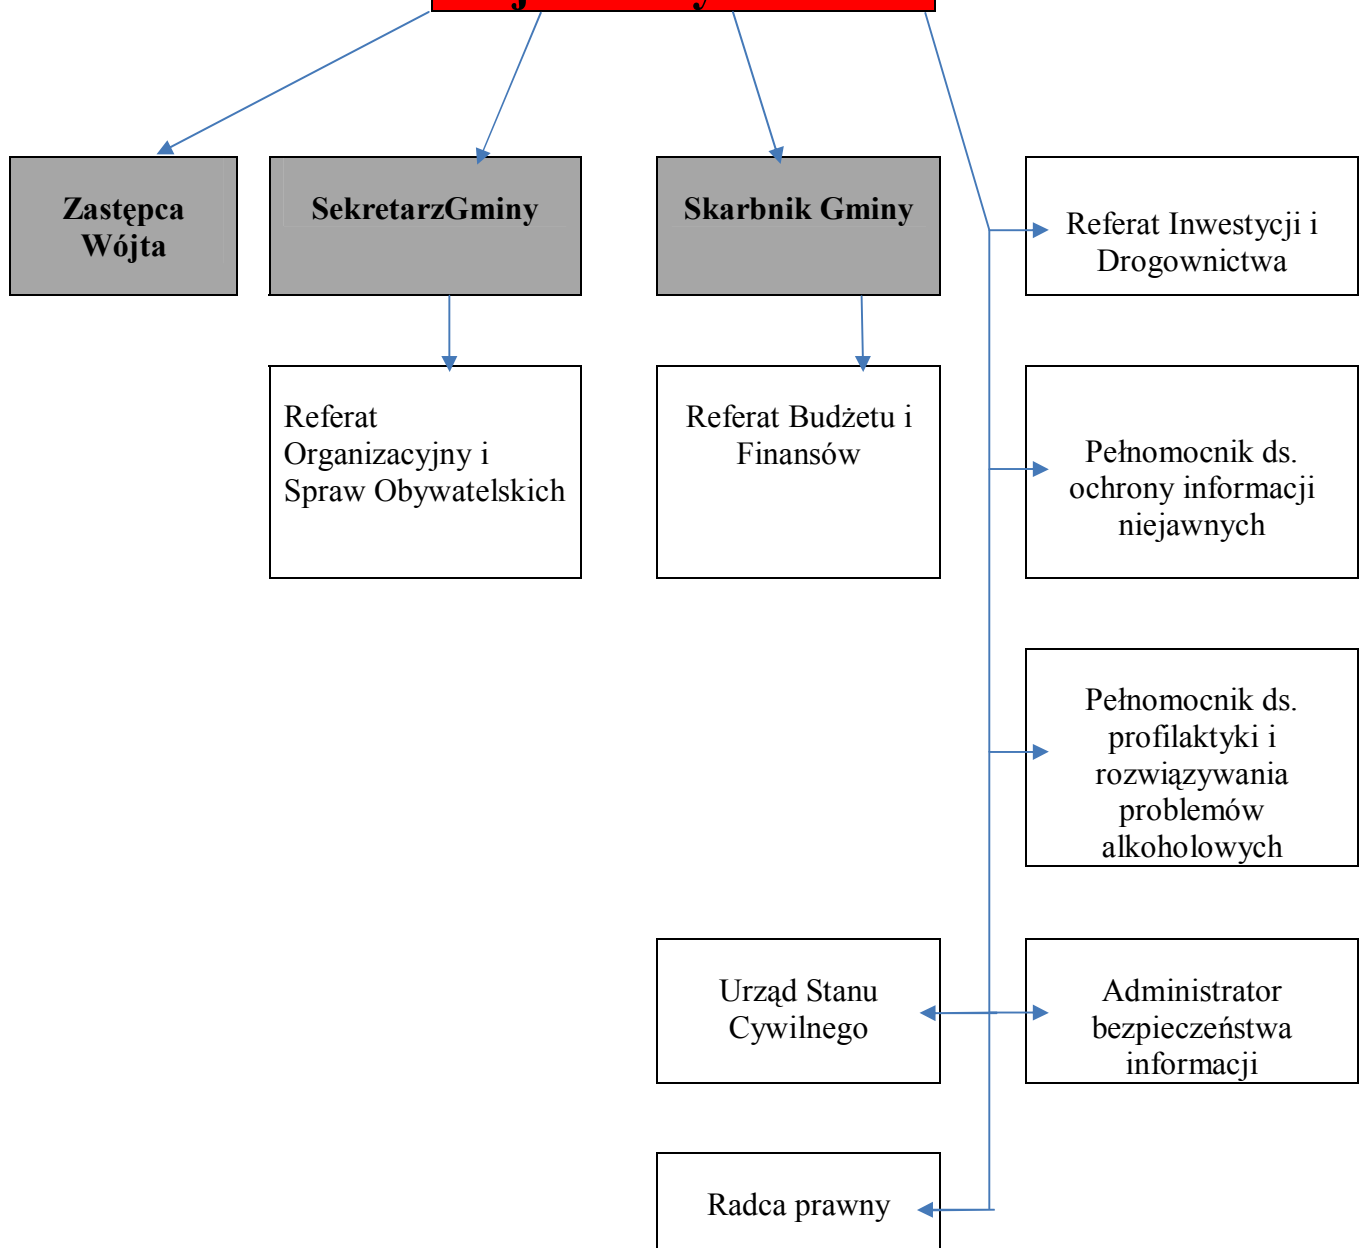 Zastępca
Wójta
SekretarzGminy
Skarbnik Gminy
Referat Inwestycji i
Drogownictwa
Referat
Organizacyjny i
Spraw Obywatelskich
Referat Budżetu i
Finansów
Pełnomocnik ds.
ochrony informacji
niejawnych
Pełnomocnik ds.
profilaktyki i
rozwiązywania
problemów
alkoholowych
Urząd Stanu
Cywilnego
Administrator
bezpieczeństwa
informacji
Radca prawny